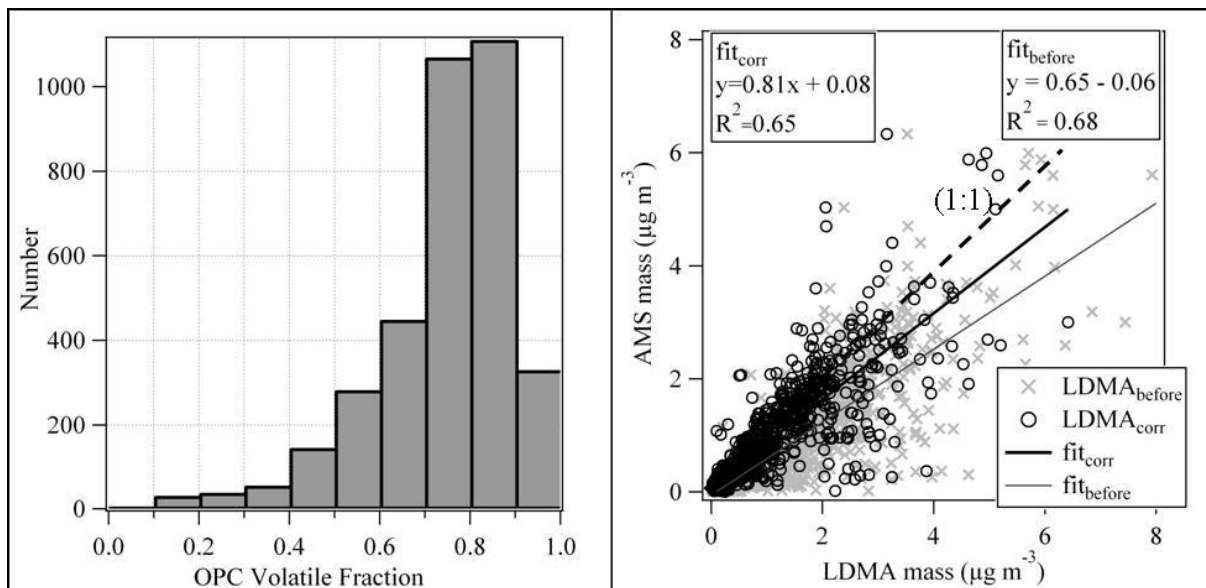 1000
800
600
400
200
0
Number
0.0 0.2 0.4 0.6 0.8 1.0
OPC Volatile Fraction
8
6
4
2
0
AMS mass (µg m⁻³)
fit_corr
y=0.81x + 0.08
R²=0.65
fit_before
y = 0.65 - 0.06
R² = 0.68
(1:1)
LDMA_before
LDMA_corr
fit_corr
fit_before
0 2 4 6 8
LDMA mass (µg m⁻³)